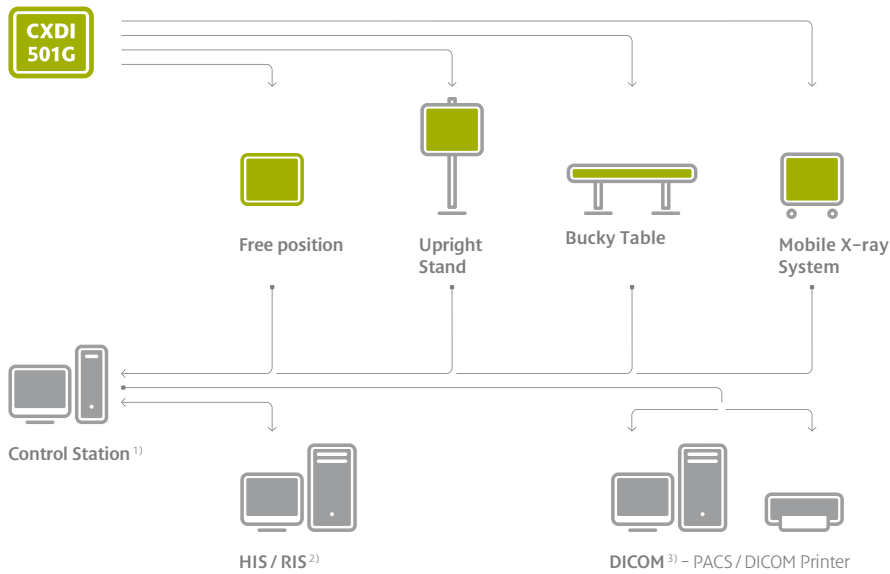 CXDI
501G
Free position
Upright
Stand
Bucky Table
Mobile X-ray
System
Control Station 1)
HIS / RIS 2)
DICOM 3) – PACS / DICOM Printer